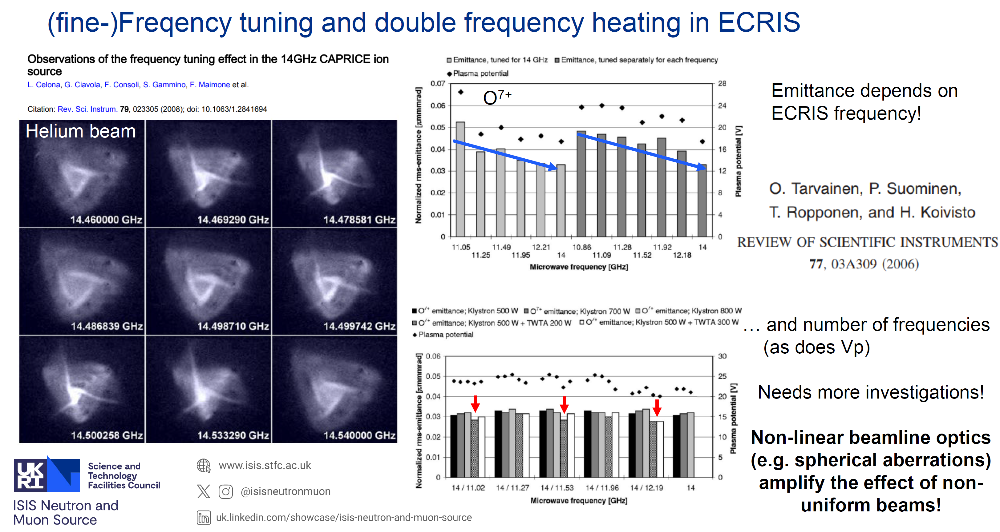 (fine-)Freqency tuning and double frequency heating in ECRIS
Observations of the frequency tuning effect in the 14GHz CAPRICE ion
source
L. Celona, G. Ciavola, F. Consoli, S. Gammino, F. Maimone et al.
Citation: Rev. Sci. Instrum. 79, 023305 (2008); doi: 10.1063/1.2841694
Helium beam
14.460000 GHz
14.469290 GHz
14.478581 GHz
14.486839 GHz
14.498710 GHz
14.499742 GHz
14.500258 GHz
14.533290 GHz
14.540000 GHz
Emittance, tuned for 14 GHz
Emittance, tuned separately for each frequency
Plasma potential
O7+
Normalized rms-emittance [πmmmrad]
0.07
0.06
0.05
0.04
0.03
0.02
0.01
0
Plasma potential [V]
28
24
20
16
12
8
4
0
11.05
11.25
11.49
11.95
12.21
14
10.86
11.09
11.28
11.52
11.92
12.18
14
Microwave frequency [GHz]
Emittance depends on
ECRIS frequency!
O. Tarvainen, P. Suominen,
T. Ropponen, and H. Koivisto
REVIEW OF SCIENTIFIC INSTRUMENTS
77, 03A309 (2006)
O7+ emittance; Klystron 500 W
O7+ emittance; Klystron 700 W
O7+ emittance; Klystron 800 W
O7+ emittance; Klystron 500 W + TWTA 200 W
O7+ emittance; Klystron 500 W + TWTA 300 W
Plasma potential
Normalized rms-emittance [πmmmrad]
0.06
0.05
0.04
0.03
0.02
0.01
0
Plasma potential [V]
30
25
20
15
10
5
0
14 / 11.02
14 / 11.27
14 / 11.53
14 / 11.96
14 / 12.19
14
Microwave frequency [GHz]
… and number of frequencies
(as does Vp)
Needs more investigations!
Non-linear beamline optics
(e.g. spherical aberrations)
amplify the effect of non-
uniform beams!
UK
RI
Science and
Technology
Facilities Council
ISIS Neutron and
Muon Source
www.isis.stfc.ac.uk
@isisneutronmuon
uk.linkedin.com/showcase/isis-neutron-and-muon-source